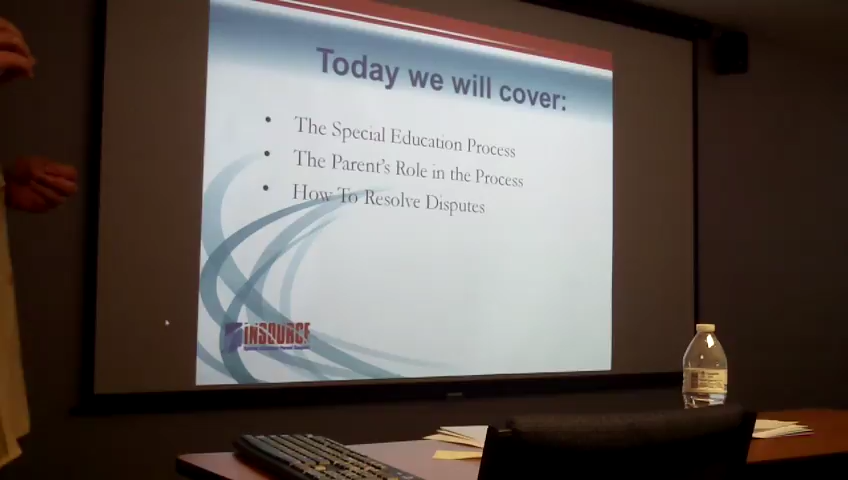 Today we will cover:
• The Special Education Process
• The Parent's Role in the Process
• How To Resolve Disputes
INSOURCE